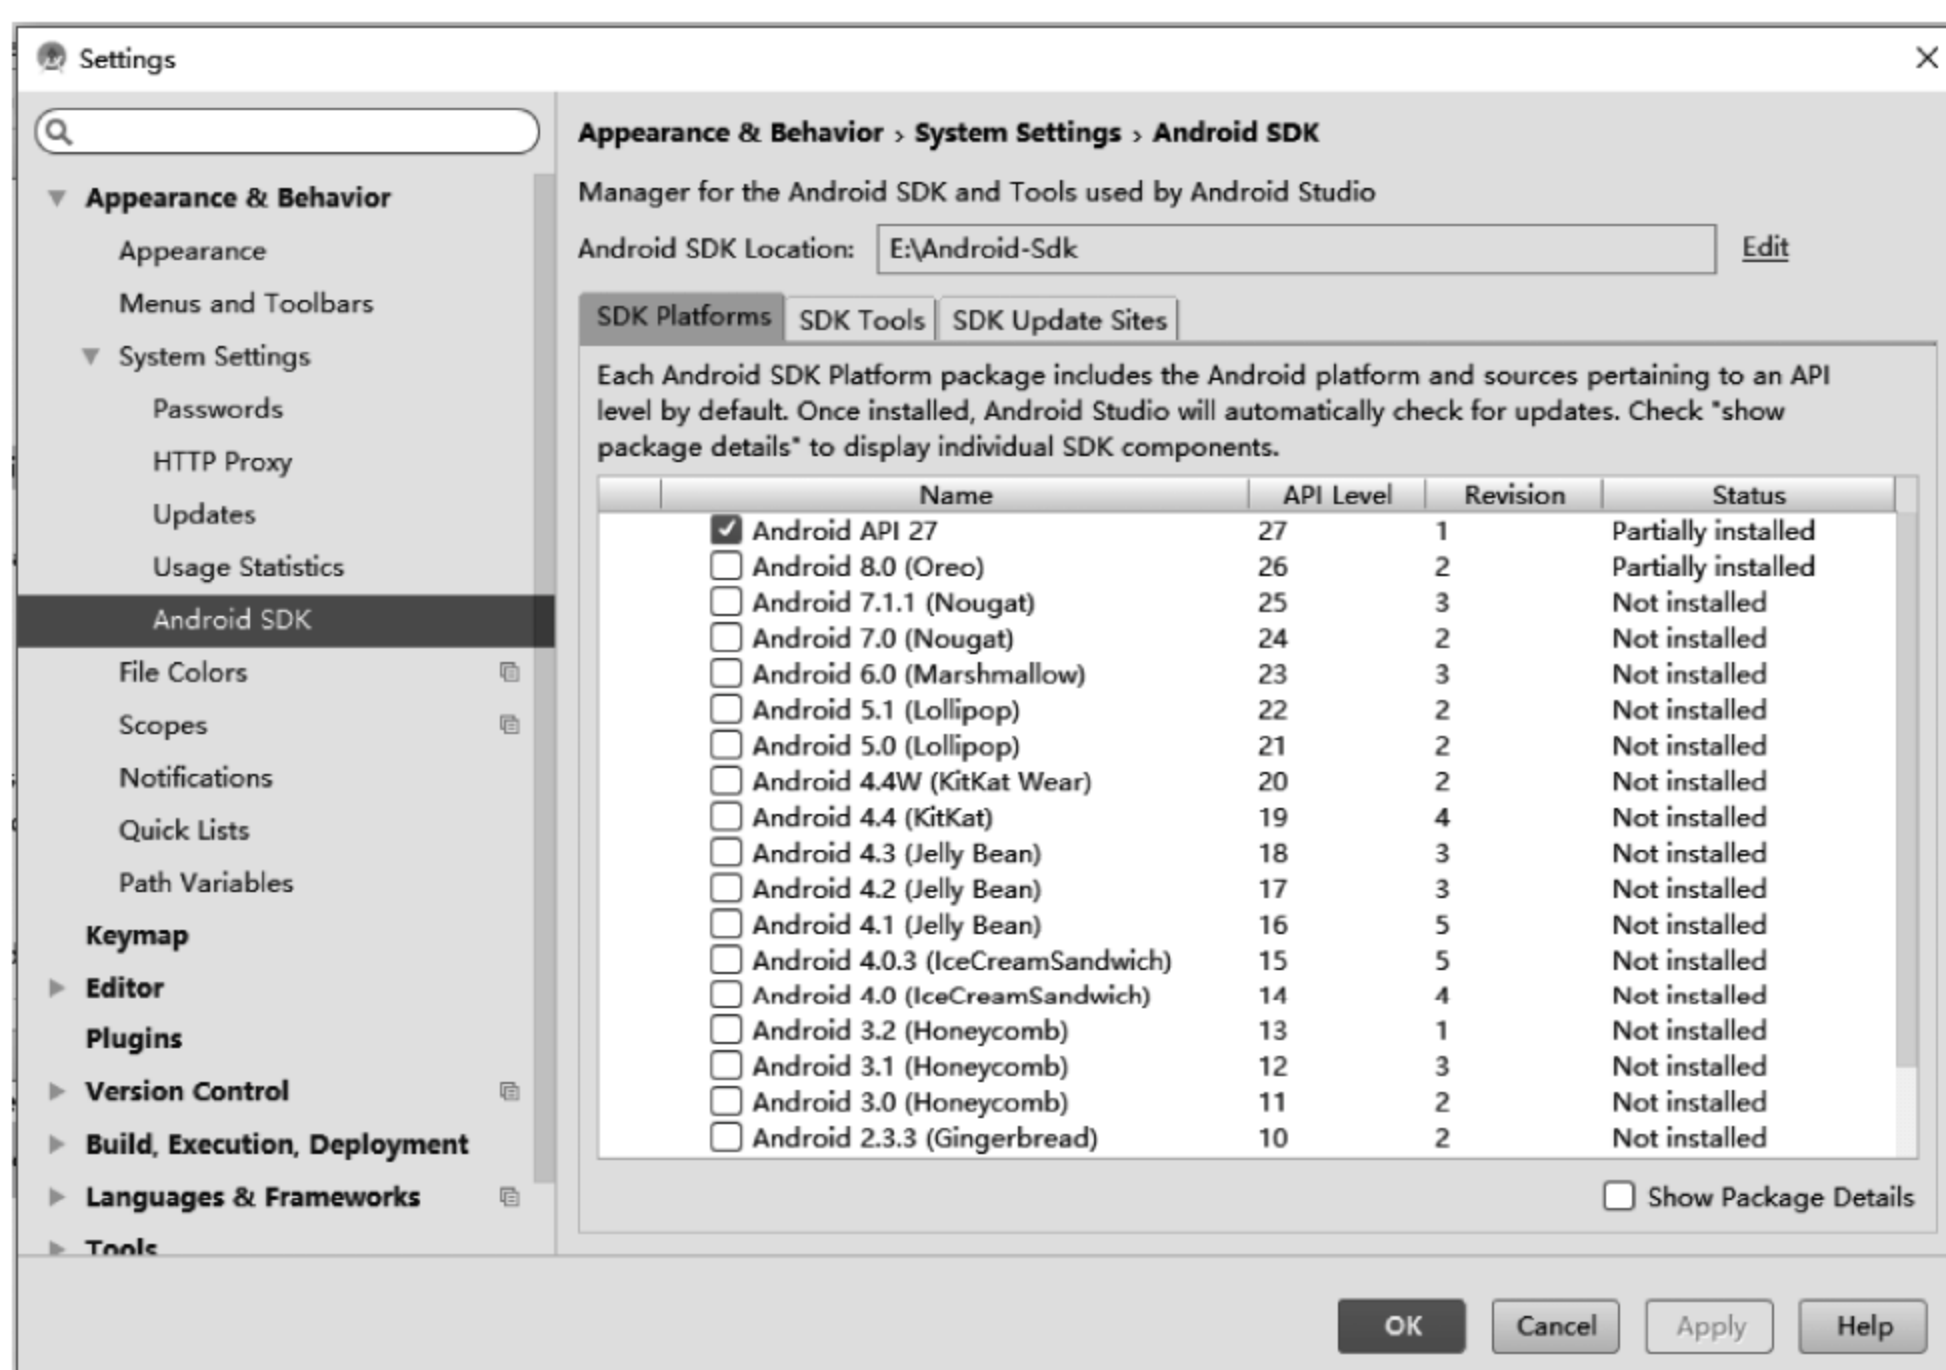 Settings
Appearance & Behavior
Appearance
Menus and Toolbars
System Settings
Passwords
HTTP Proxy
Updates
Usage Statistics
Android SDK
File Colors
Scopes
Notifications
Quick Lists
Path Variables
Keymap
Editor
Plugins
Version Control
Build, Execution, Deployment
Languages & Frameworks
Tools
Appearance & Behavior › System Settings › Android SDK
Manager for the Android SDK and Tools used by Android Studio
Android SDK Location: E:\Android-Sdk Edit
SDK Platforms SDK Tools SDK Update Sites
Each Android SDK Platform package includes the Android platform and sources pertaining to an API
level by default. Once installed, Android Studio will automatically check for updates. Check "show
package details" to display individual SDK components.
Name API Level Revision Status
Android API 27 27 1 Partially installed
Android 8.0 (Oreo) 26 2 Partially installed
Android 7.1.1 (Nougat) 25 3 Not installed
Android 7.0 (Nougat) 24 2 Not installed
Android 6.0 (Marshmallow) 23 3 Not installed
Android 5.1 (Lollipop) 22 2 Not installed
Android 5.0 (Lollipop) 21 2 Not installed
Android 4.4W (KitKat Wear) 20 2 Not installed
Android 4.4 (KitKat) 19 4 Not installed
Android 4.3 (Jelly Bean) 18 3 Not installed
Android 4.2 (Jelly Bean) 17 3 Not installed
Android 4.1 (Jelly Bean) 16 5 Not installed
Android 4.0.3 (IceCreamSandwich) 15 5 Not installed
Android 4.0 (IceCreamSandwich) 14 4 Not installed
Android 3.2 (Honeycomb) 13 1 Not installed
Android 3.1 (Honeycomb) 12 3 Not installed
Android 3.0 (Honeycomb) 11 2 Not installed
Android 2.3.3 (Gingerbread) 10 2 Not installed
Show Package Details
OK Cancel Apply Help